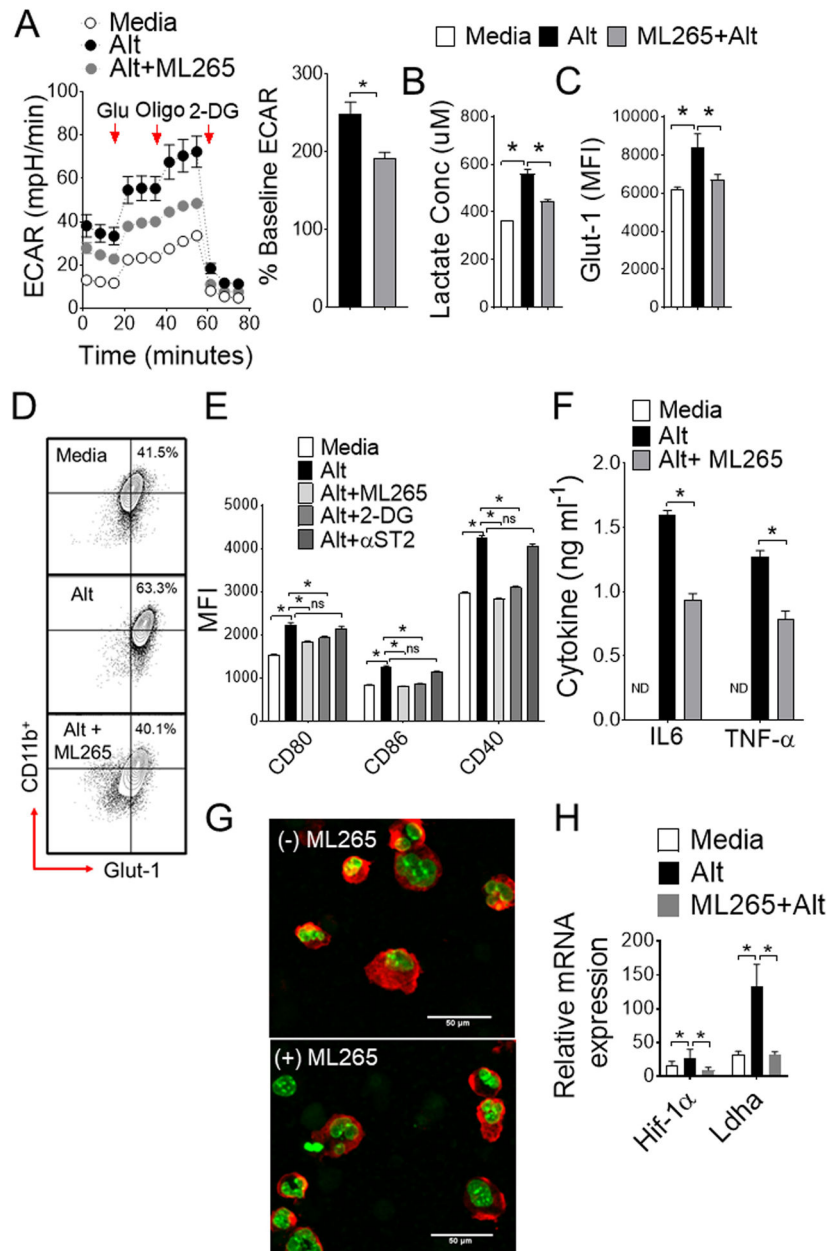 A
Media
Alt
Alt+ML265
Glu Oligo 2-DG
ECAR (mpH/min)
100
80
60
40
20
0
0 20 40 60 80
Time (minutes)
% Baseline ECAR
300
200
100
0
*
Media Alt ML265+Alt
B
Lactate Conc (uM)
800
600
400
200
0
* *
C
Glut-1 (MFI)
10000
8000
6000
4000
2000
0
* *
D
Media
41.5%
Alt
63.3%
Alt +
ML265
40.1%
CD11b+
Glut-1
E
Media
Alt
Alt+ML265
Alt+2-DG
Alt+αST2
MFI
5000
4000
3000
2000
1000
0
*
* * ns
*
* * ns
*
* * ns
CD80
CD86
CD40
F
Media
Alt
Alt+ ML265
Cytokine (ng ml-1)
2.0
1.5
1.0
0.5
0.0
ND
*
ND
*
IL6 TNF-α
G
(-) ML265
50 µm
(+) ML265
50 µm
H
Media
Alt
ML265+Alt
Relative mRNA
expression
200
150
100
50
0
* *
* *
Hif-1α
Ldha